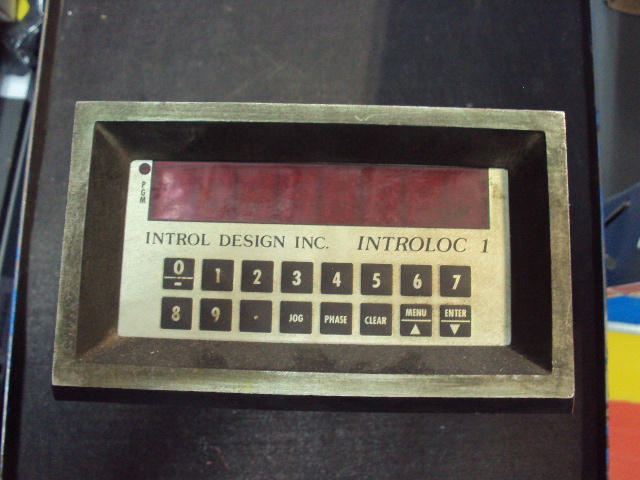 PGM
INTROL DESIGN INC. INTROLOC 1
0 1 2 3 4 5 6 7
-
8 9 . JOG PHASE CLEAR MENU ENTER